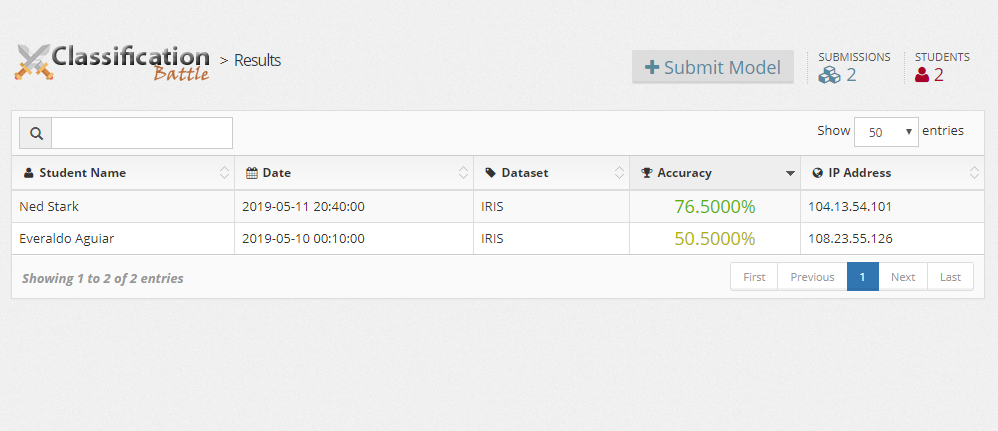 Classification
Battle
> Results
Submit Model
SUBMISSIONS
2
STUDENTS
2
Show 50 entries
Student Name Date Dataset Accuracy IP Address
Ned Stark 2019-05-11 20:40:00 IRIS 76.5000% 104.13.54.101
Everaldo Aguiar 2019-05-10 00:10:00 IRIS 50.5000% 108.23.55.126
Showing 1 to 2 of 2 entries
First Previous 1 Next Last